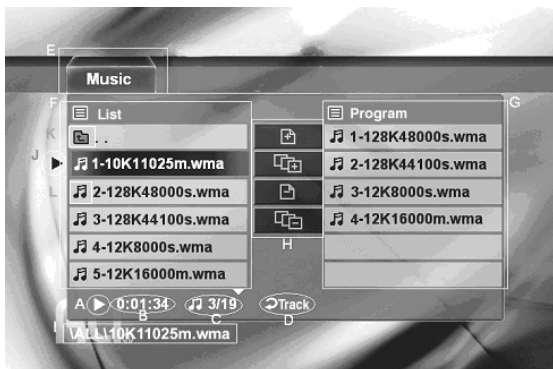 E
Music
F
List
Program
G
K
. .
1-128K48000s.wma
J
1-10K11025m.wma
2-128K44100s.wma
L
2-128K48000s.wma
3-12K8000s.wma
3-128K44100s.wma
4-12K16000m.wma
4-12K8000s.wma
H
5-12K16000m.wma
A
0:01:34
3/19
Track
B
C
D
I
\ALL\10K11025m.wma